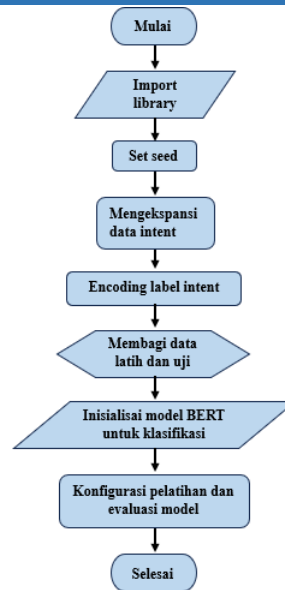 Mulai
Import
library
Set seed
Mengekspansi
data intent
Encoding label intent
Membagi data
latih dan uji
Inisialisai model BERT
untuk klasifikasi
Konfigurasi pelatihan dan
evaluasi model
Selesai